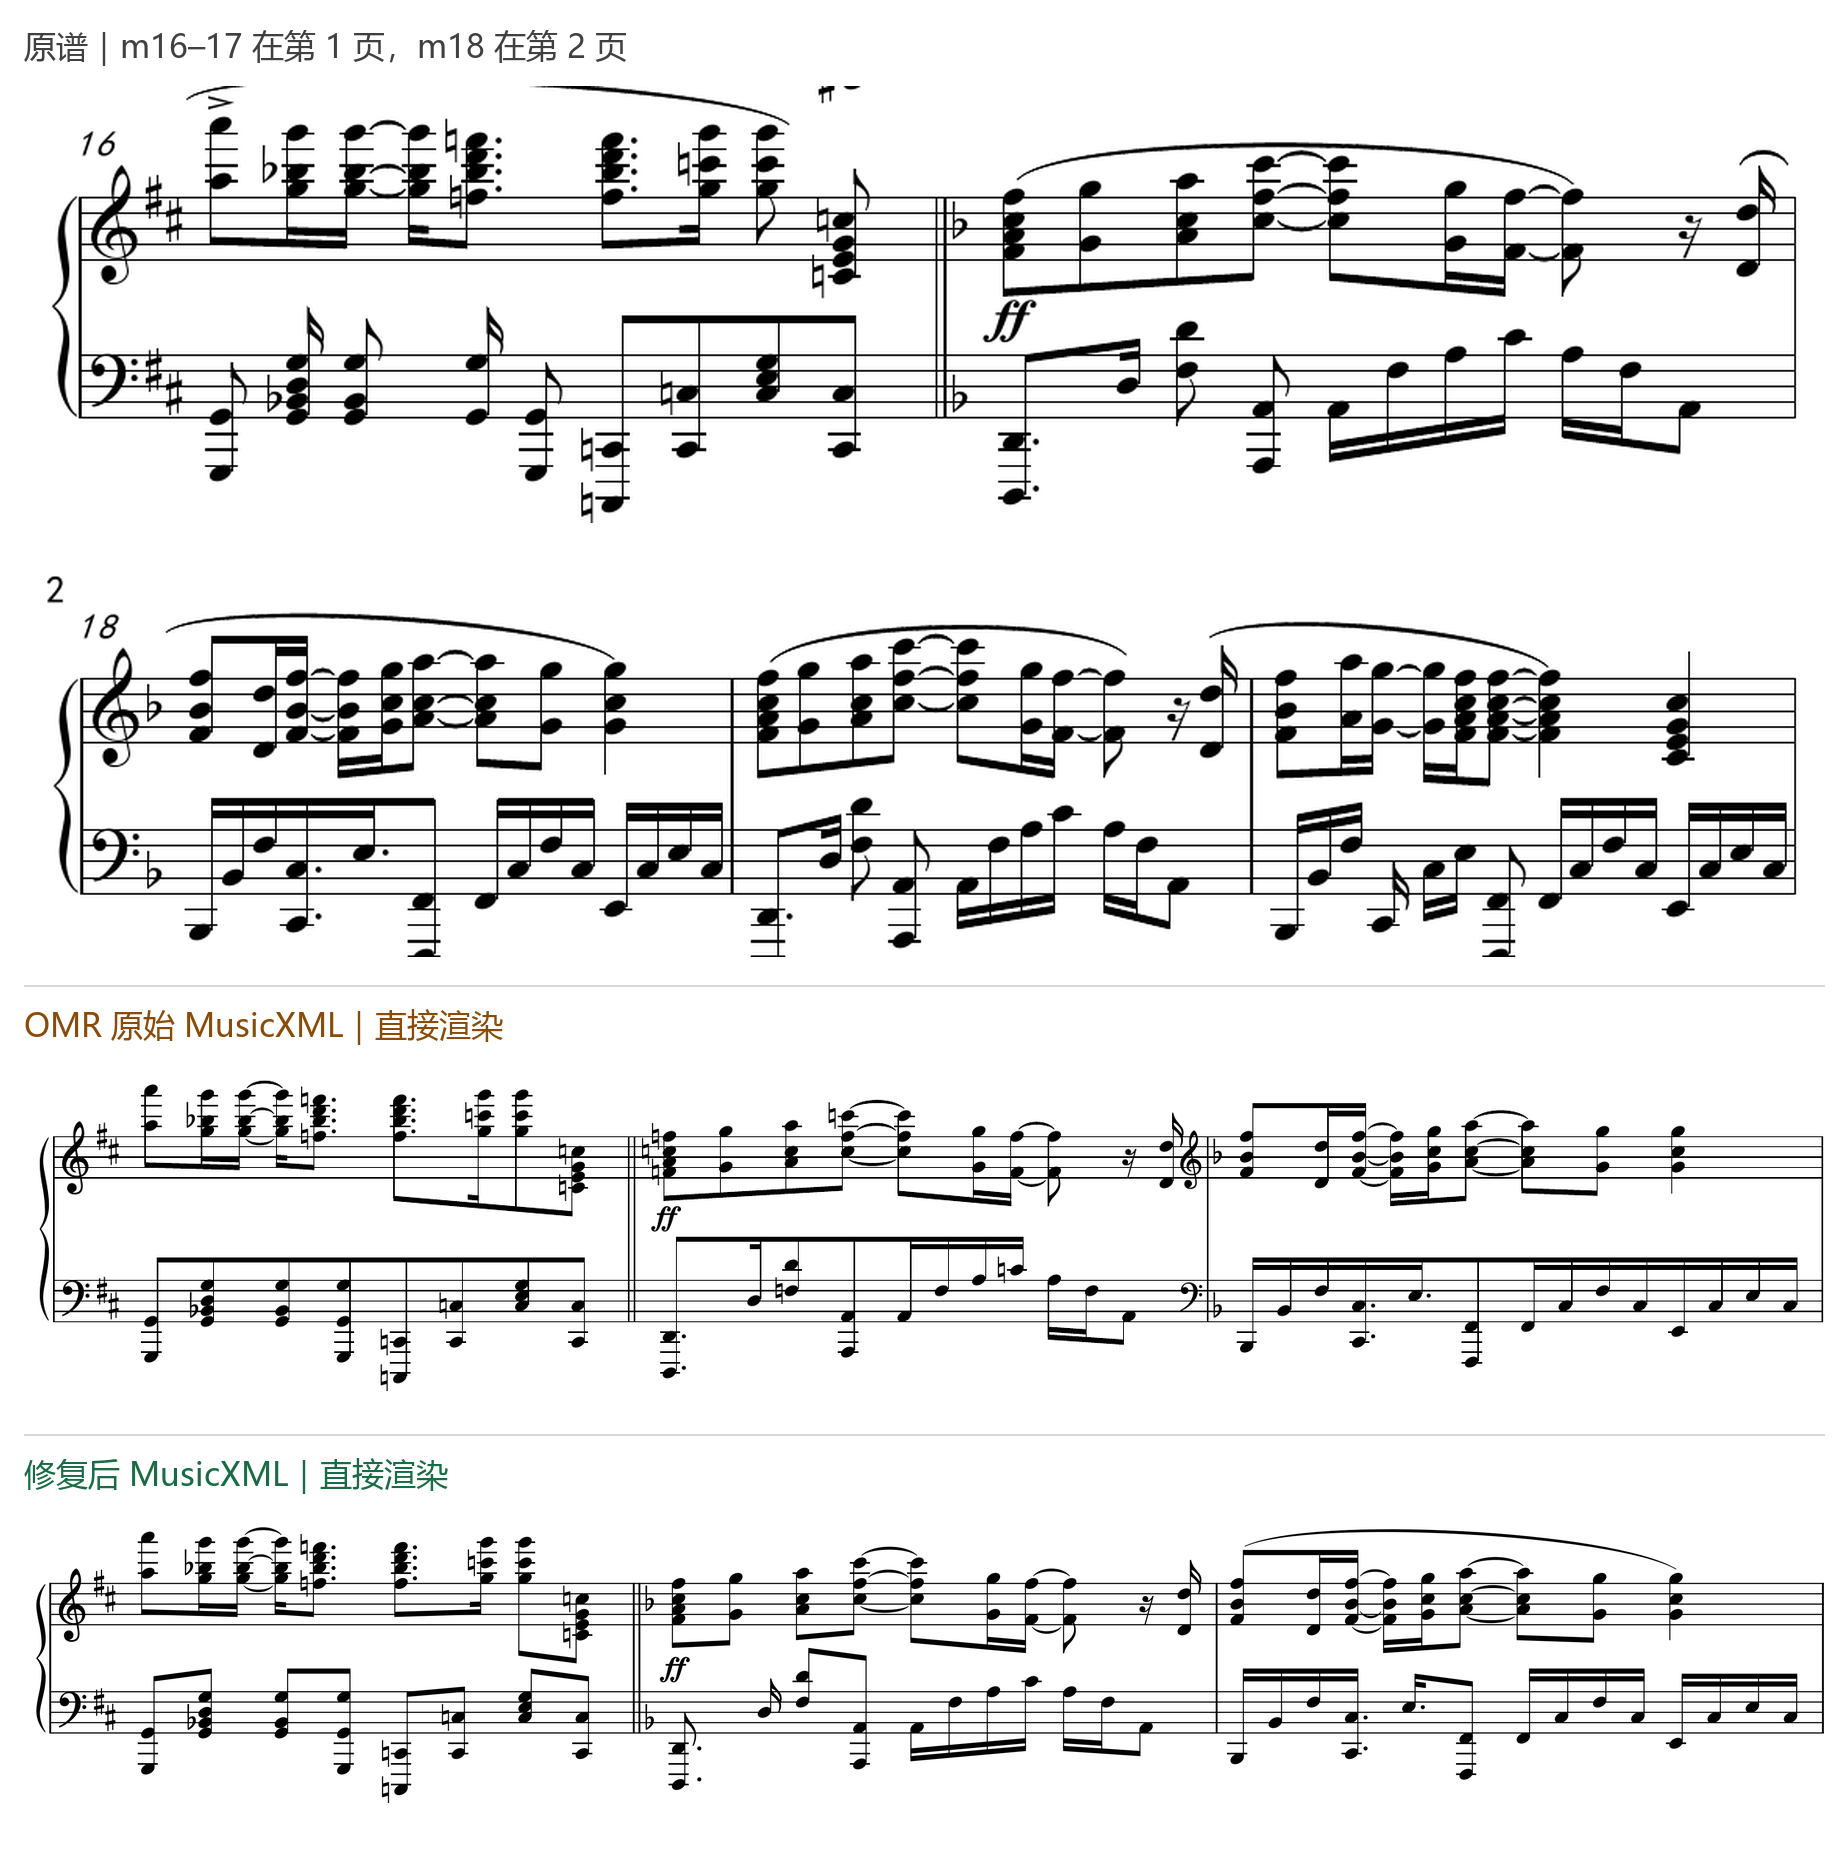 原谱 | m16–17 在第 1 页，m18 在第 2 页
16
ff
2
18
OMR 原始 MusicXML | 直接渲染
ff
修复后 MusicXML | 直接渲染
ff